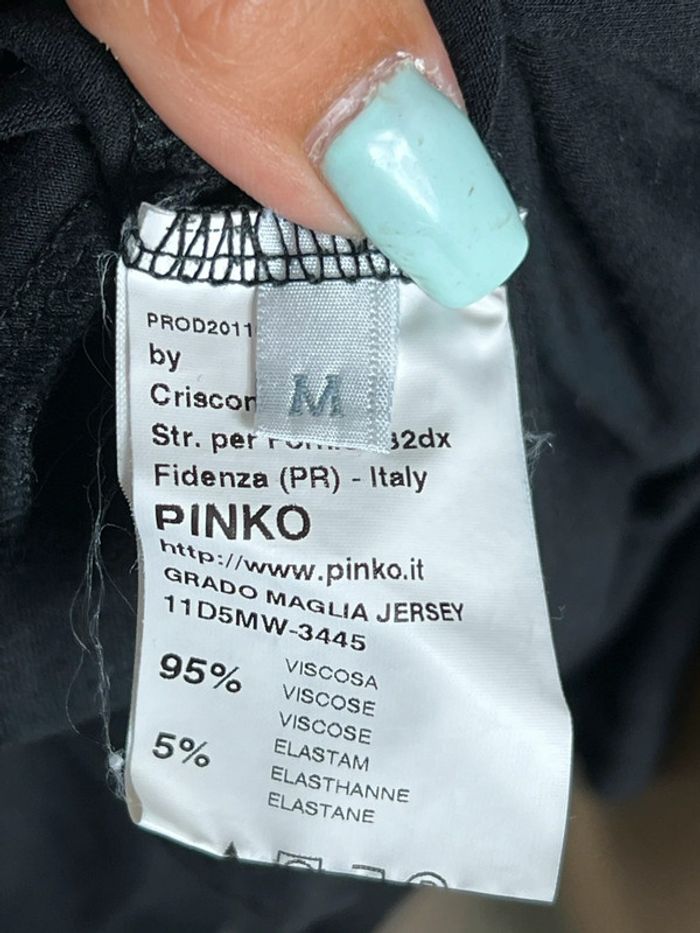 PROD2011
M
by
Criscon
Str. per 32dx
Fidenza (PR) - Italy
PINKO
http://www.pinko.it
GRADO MAGLIA JERSEY
11D5MW-3445
95% VISCOSA
VISCOSE
VISCOSE
5% ELASTAM
ELASTHANNE
ELASTANE